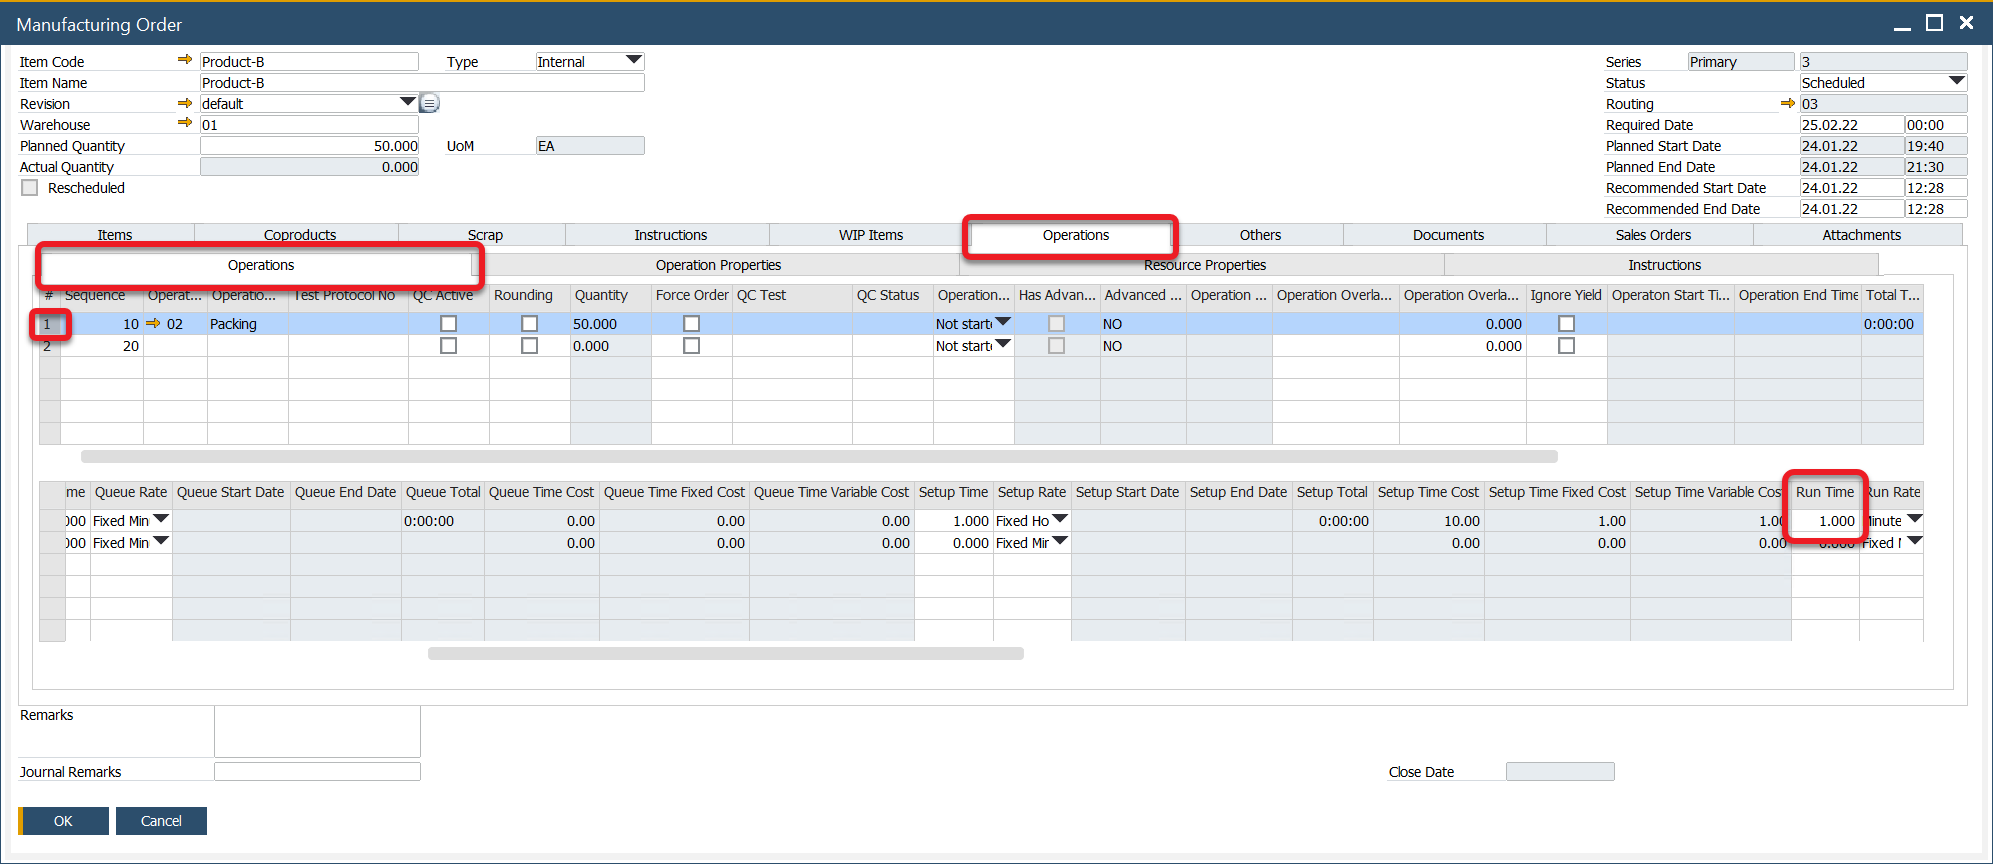 Manufacturing Order
Item Code Product-B Type Internal Series Primary 3
Item Name Product-B Status Scheduled
Revision default Routing 03
Warehouse 01 Required Date 25.02.22 00:00
Planned Quantity 50.000 UoM EA Planned Start Date 24.01.22 19:40
Actual Quantity 0.000 Planned End Date 24.01.22 21:30
Rescheduled Recommended Start Date 24.01.22 12:28
Recommended End Date 24.01.22 12:28
Items Coproducts Scrap Instructions WIP Items Operations Others Documents Sales Orders Attachments
Operations Operation Properties Resource Properties Instructions
# Sequence Operat... Operatio... Test Protocol No QC Active Rounding Quantity Force Order QC Test QC Status Operation... Has Advan... Advanced ... Operation ... Operation Overla... Operation Overla... Ignore Yield Operaton Start Ti... Operation End Time Total T...
1 10 02 Packing 50.000 Not start NO 0.000 0:00:00
2 20 0.000 Not start NO 0.000
me Queue Rate Queue Start Date Queue End Date Queue Total Queue Time Cost Queue Time Fixed Cost Queue Time Variable Cost Setup Time Setup Rate Setup Start Date Setup End Date Setup Total Setup Time Cost Setup Time Fixed Cost Setup Time Variable Cos Run Time Run Rate
000 Fixed Min 0:00:00 0.00 0.00 0.00 1.000 Fixed Ho 0:00:00 10.00 1.00 1.00 1.000 Minute
000 Fixed Min 0.00 0.00 0.00 0.000 Fixed Mir 0.00 0.00 0.00 0.000 Fixed
Remarks
Journal Remarks Close Date
OK Cancel